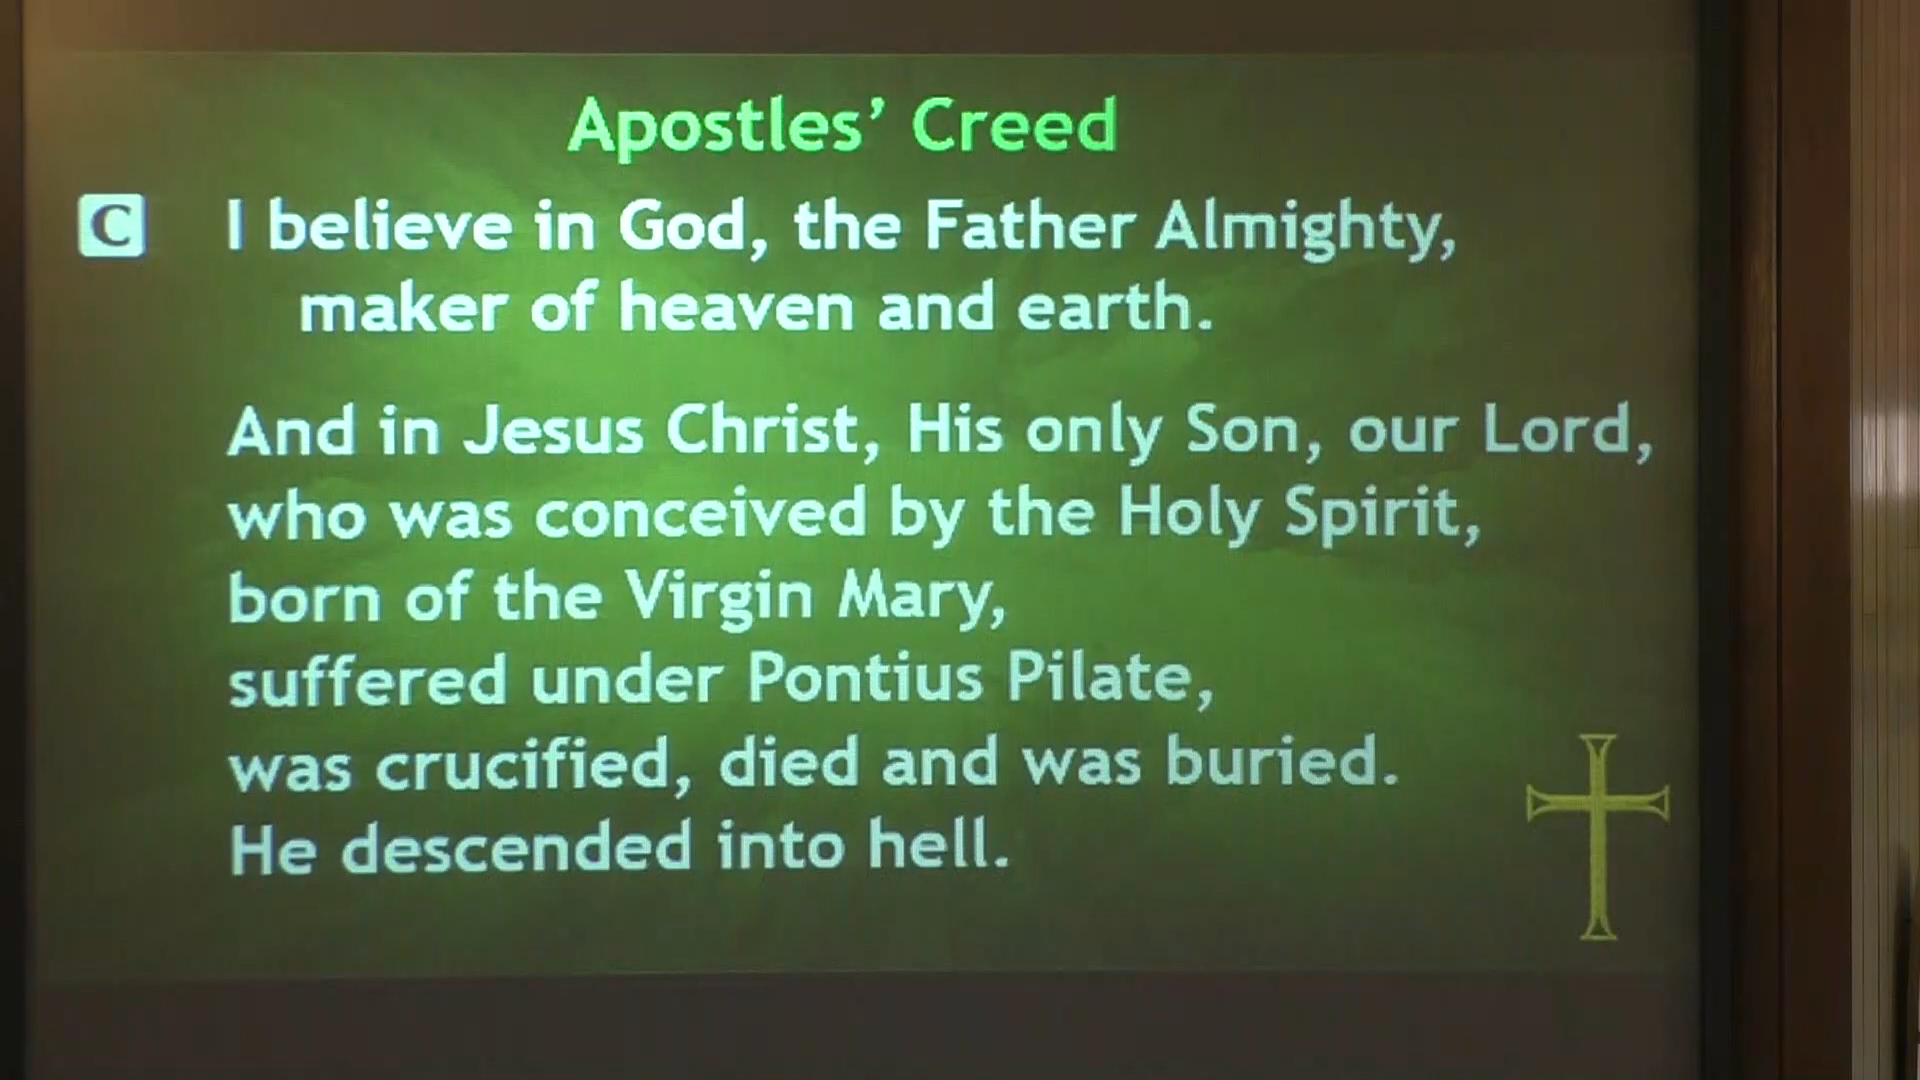 Apostles’ Creed
C I believe in God, the Father Almighty,
maker of heaven and earth.
And in Jesus Christ, His only Son, our Lord,
who was conceived by the Holy Spirit,
born of the Virgin Mary,
suffered under Pontius Pilate,
was crucified, died and was buried.
He descended into hell.